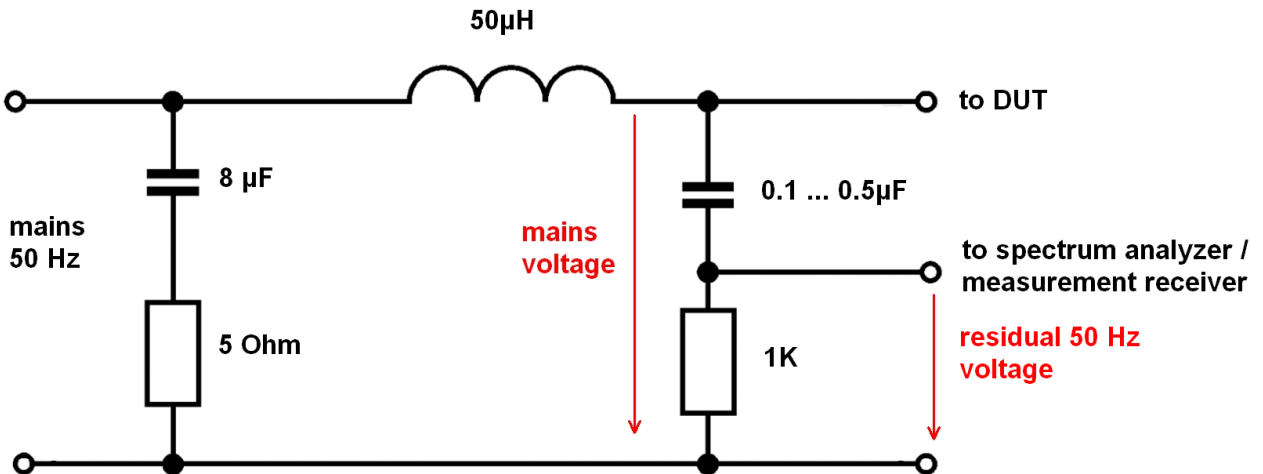 50µH
to DUT
8 µF
0.1 ... 0.5µF
mains
50 Hz
mains
voltage
to spectrum analyzer /
measurement receiver
5 Ohm
1K
residual 50 Hz
voltage